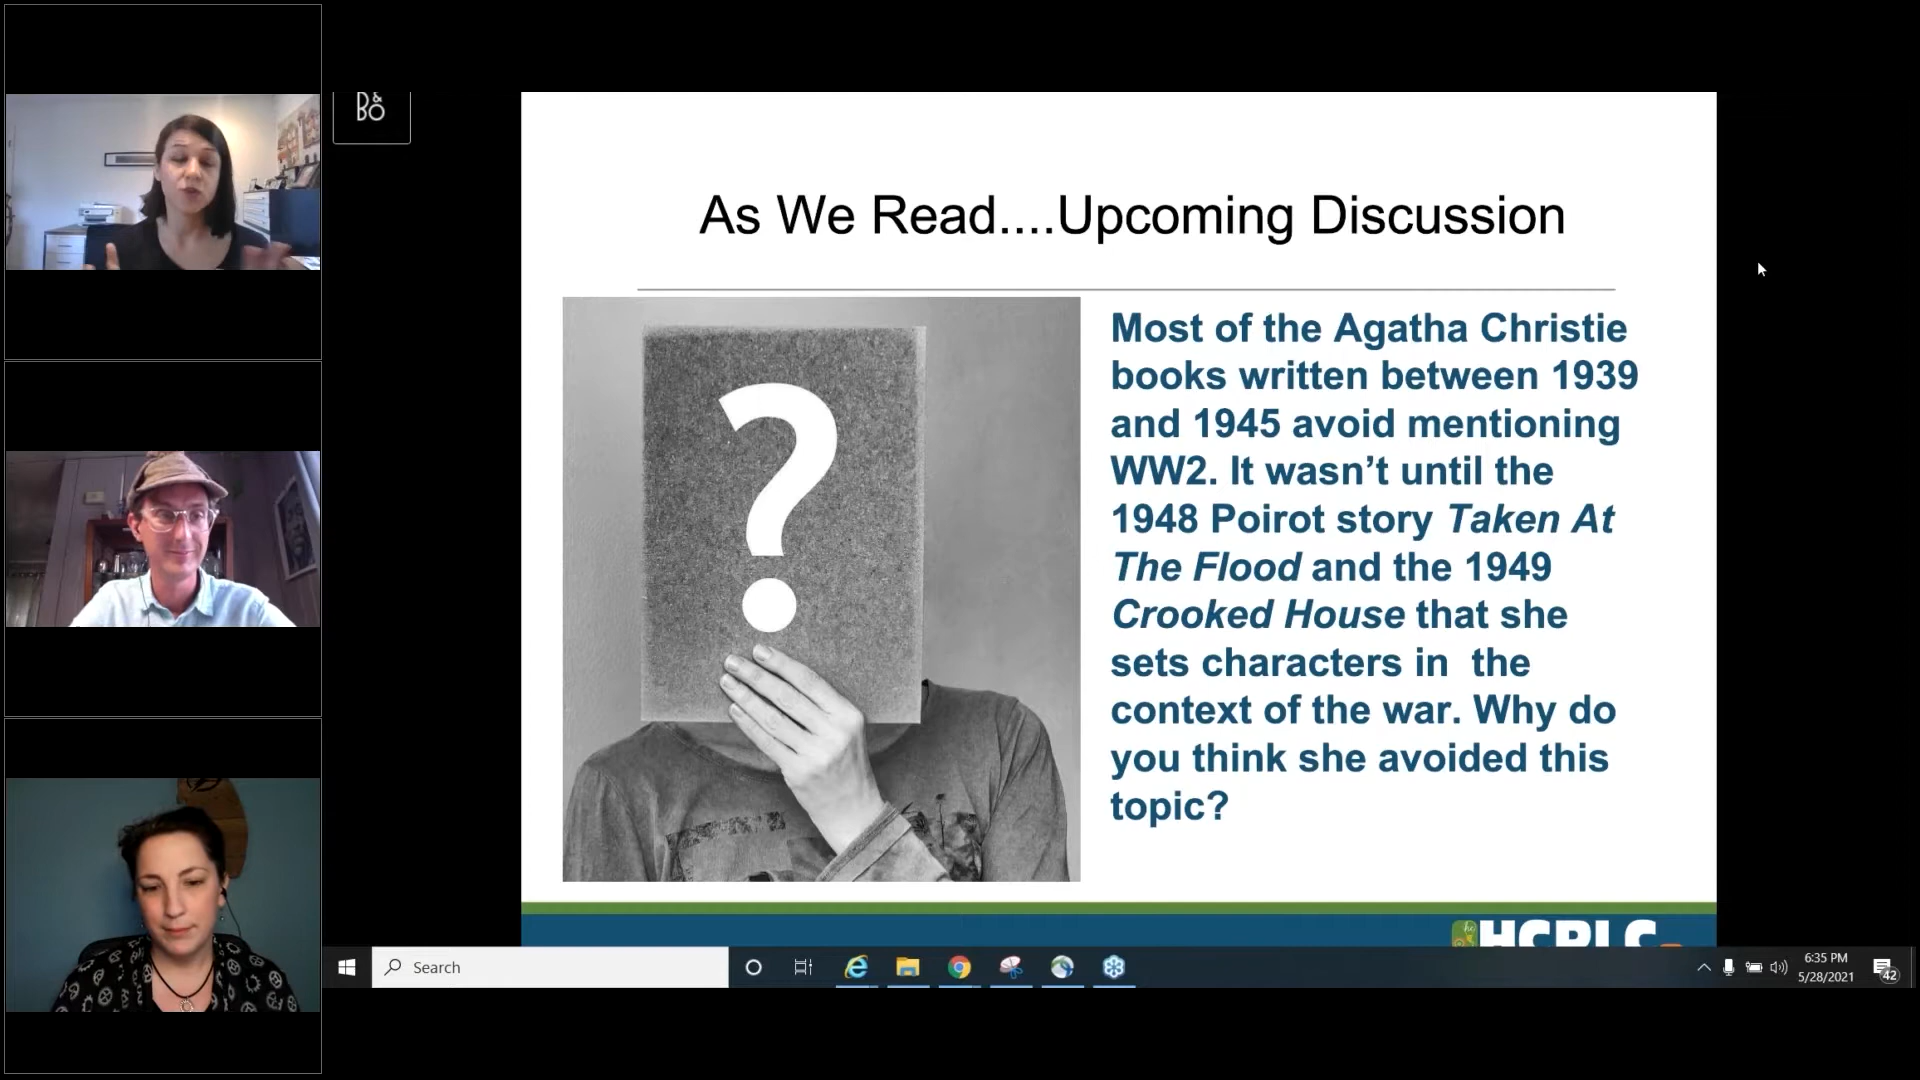 B&O
As We Read....Upcoming Discussion
?
Most of the Agatha Christie
books written between 1939
and 1945 avoid mentioning
WW2. It wasn’t until the
1948 Poirot story Taken At
The Flood and the 1949
Crooked House that she
sets characters in the
context of the war. Why do
you think she avoided this
topic?
hc
HCPLC
Search
6:35 PM
5/28/2021
42